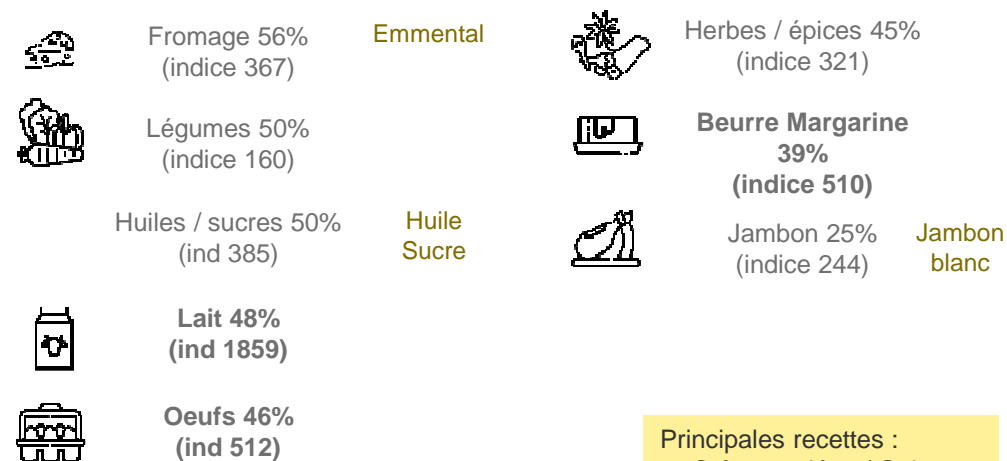 Fromage 56%
(indice 367)
Emmental
Légumes 50%
(indice 160)
Huiles / sucres 50%
(ind 385)
Huile
Sucre
Lait 48%
(ind 1859)
Oeufs 46%
(ind 512)
Herbes / épices 45%
(indice 321)
Beurre Margarine
39%
(indice 510)
Jambon 25%
(indice 244)
Jambon
blanc
Principales recettes :